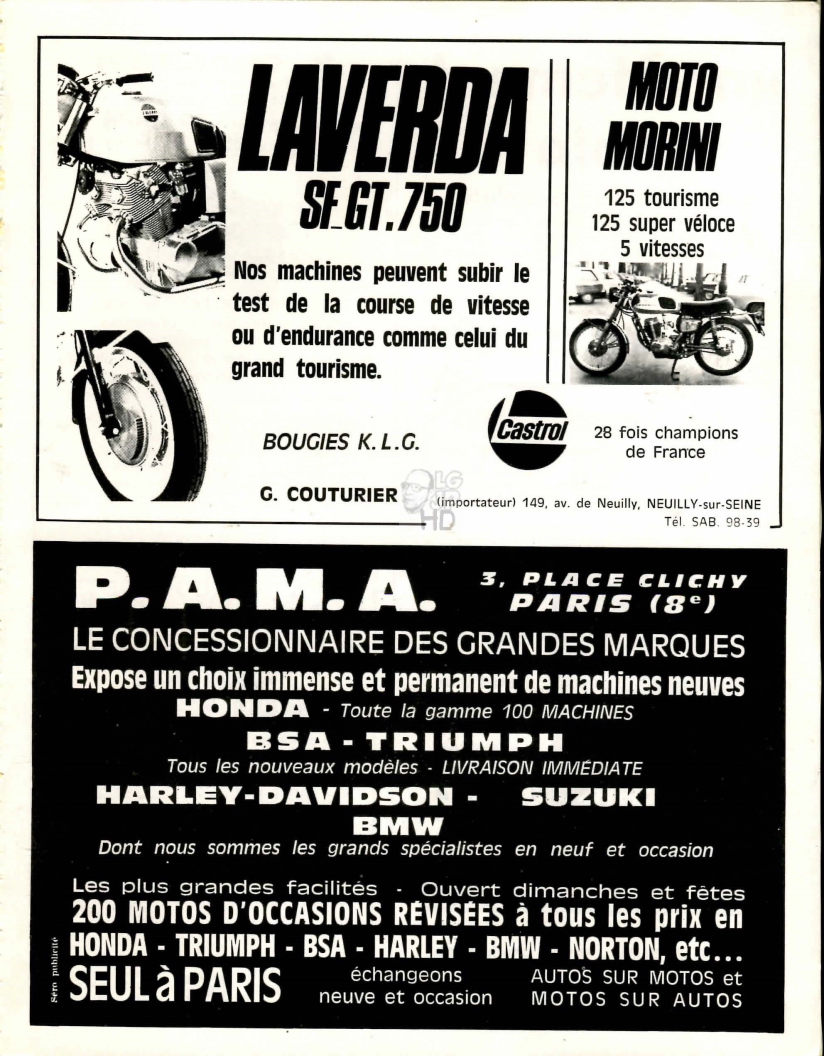 LAVERDA
SF_GT.750
Nos machines peuvent subir le
test de la course de vitesse
ou d'endurance comme celui du
grand tourisme.
BOUGIES K.L.G.
G. COUTURIER
MOTO
MORINI
125 tourisme
125 super véloce
5 vitesses
Castrol
28 fois champions
de France
(importateur) 149, av. de Neuilly, NEUILLY-sur-SEINE
Tél. SAB. 98-39
LG
HD
P.A.M.A.
3, PLACE CLICHY
PARIS (8e)
LE CONCESSIONNAIRE DES GRANDES MARQUES
Expose un choix immense et permanent de machines neuves
HONDA - Toute la gamme 100 MACHINES
BSA - TRIUMPH
Tous les nouveaux modèles - LIVRAISON IMMÉDIATE
HARLEY-DAVIDSON - SUZUKI
BMW
Dont nous sommes les grands spécialistes en neuf et occasion
Les plus grandes facilités - Ouvert dimanches et fêtes
200 MOTOS D'OCCASIONS RÉVISÉES à tous les prix en
HONDA - TRIUMPH - BSA - HARLEY - BMW - NORTON, etc...
SEUL à PARIS
échangeons
neuve et occasion
AUTOS SUR MOTOS et
MOTOS SUR AUTOS